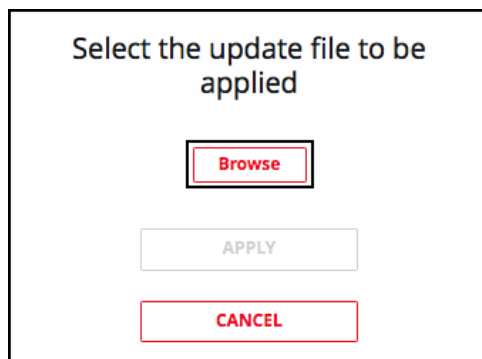 Select the update file to be
applied
Browse
APPLY
CANCEL